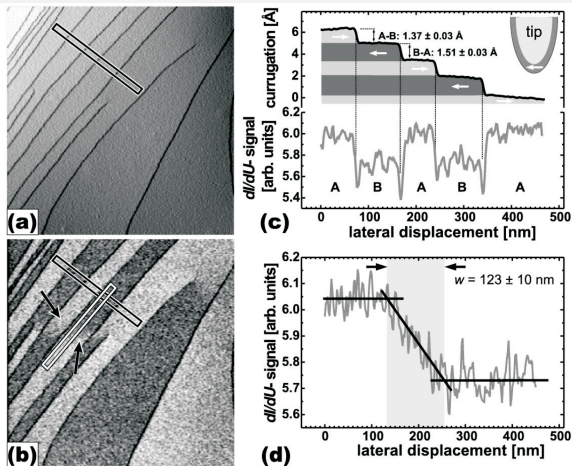 (a)
(b)
(c)
(d)
currugation [Å]
6
4
2
0
A-B: 1.37 ± 0.03 Å
B-A: 1.51 ± 0.03 Å
tip
dI/dU- signal
[arb. units]
6.0
5.8
5.6
5.4
A B A B A
0 100 200 300 400 500
lateral displacement [nm]
dI/dU- signal [arb. units]
6.2
6.1
6.0
5.9
5.8
5.7
5.6
w = 123 ± 10 nm
0 100 200 300 400 500
lateral displacement [nm]